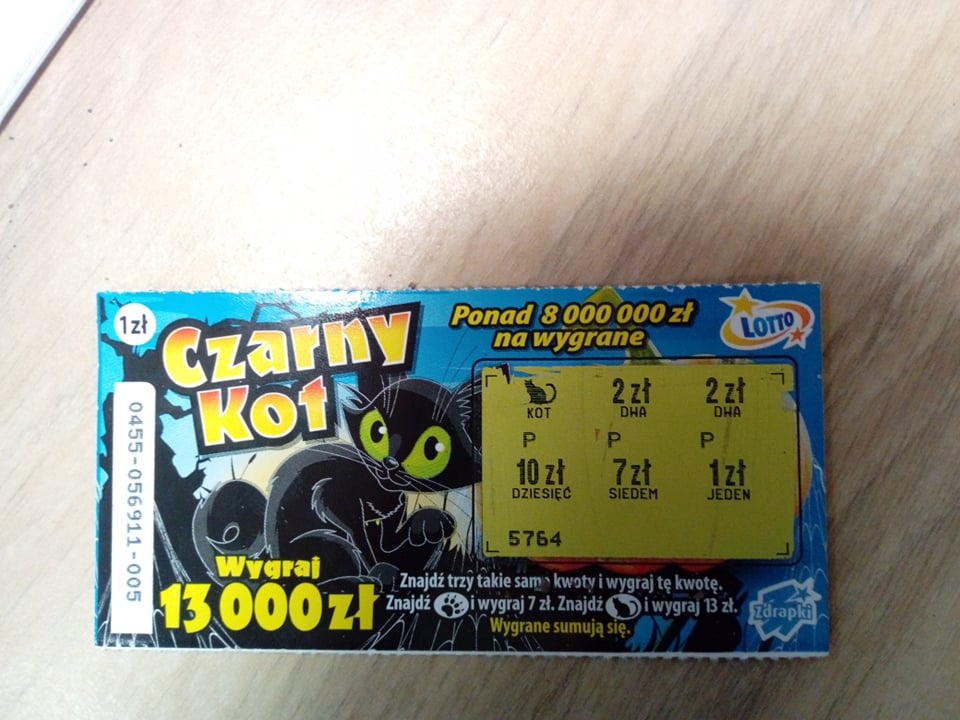 1 zł
Czarny
Kot
Ponad 8 000 000 zł
na wygrane
LOTTO
0455-056911-005
KOT
2 zł
DWA
2 zł
DWA
P P P
10 zł
DZIESIĘĆ
7 zł
SIEDEM
1 zł
JEDEN
5764
Wygraj
13 000 zł
Znajdź trzy takie same kwoty i wygraj tę kwotę.
Znajdź i wygraj 7 zł. Znajdź i wygraj 13 zł.
Wygrane sumują się.
Zdrapki